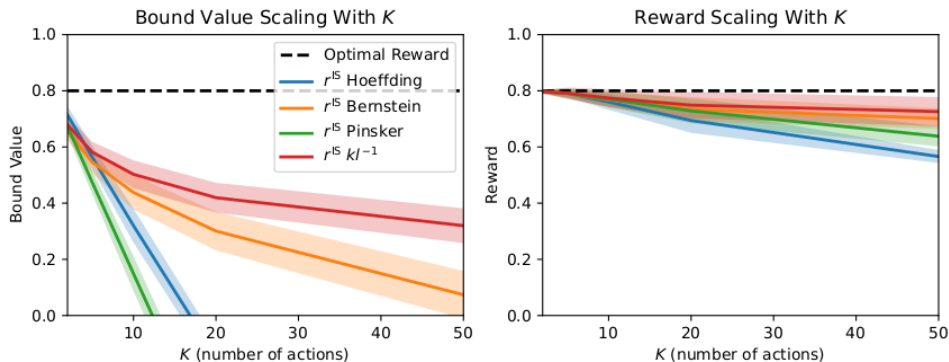 Bound Value Scaling With K
1.0
0.8
0.6
0.4
0.2
0.0
Bound Value
10
20
30
40
50
K (number of actions)
Optimal Reward
r^IS Hoeffding
r^IS Bernstein
r^IS Pinsker
r^IS kl^−1
Reward Scaling With K
1.0
0.8
0.6
0.4
0.2
0.0
Reward
10
20
30
40
50
K (number of actions)